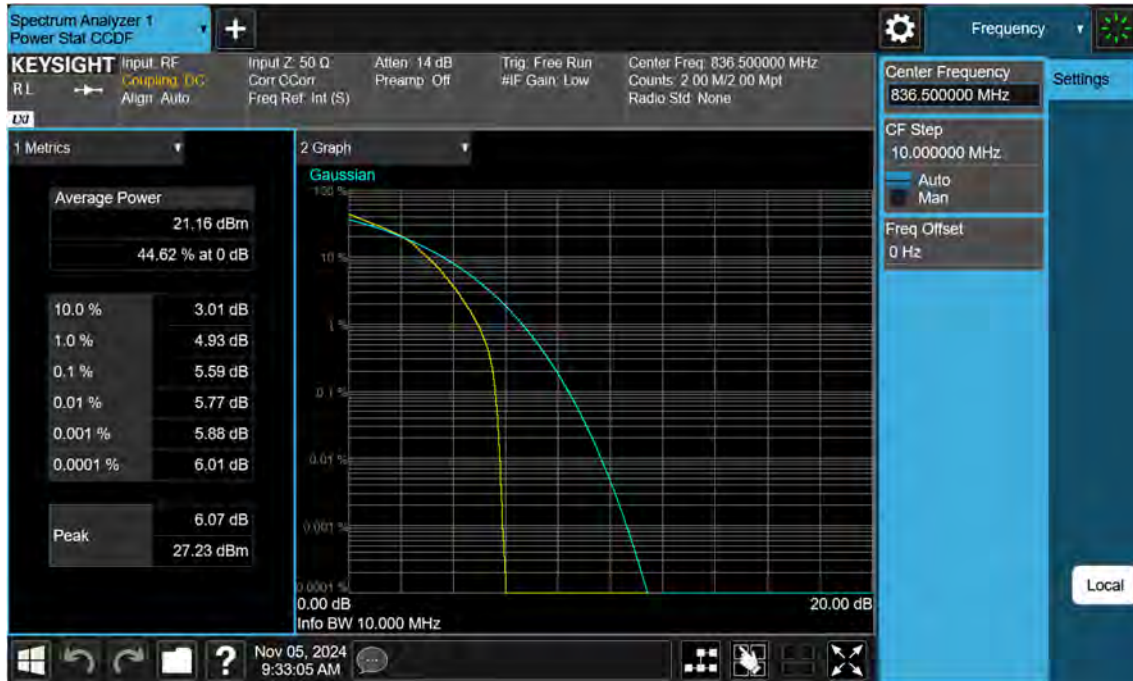 Spectrum Analyzer 1
Power Stat CCDF
Frequency
KEYSIGHT
RL
LXI
Input: RF
Coupling: DC
Align: Auto
Input Z: 50 Ω
Corr CCorr
Freq Ref: Int (S)
Atten: 14 dB
Preamp: Off
Trig: Free Run
#IF Gain: Low
Center Freq: 836.500000 MHz
Counts: 2.00 M/2.00 Mpt
Radio Std: None
Center Frequency
836.500000 MHz
Settings
CF Step
10.000000 MHz
Auto
Man
Freq Offset
0 Hz
Local
1 Metrics
Average Power
21.16 dBm
44.62 % at 0 dB
10.0 % 3.01 dB
1.0 % 4.93 dB
0.1 % 5.59 dB
0.01 % 5.77 dB
0.001 % 5.88 dB
0.0001 % 6.01 dB
Peak
6.07 dB
27.23 dBm
2 Graph
Gaussian
100 %
10 %
1 %
0.1 %
0.01 %
0.001 %
0.0001 %
0.00 dB
20.00 dB
Info BW 10.000 MHz
Nov 05, 2024
9:33:05 AM